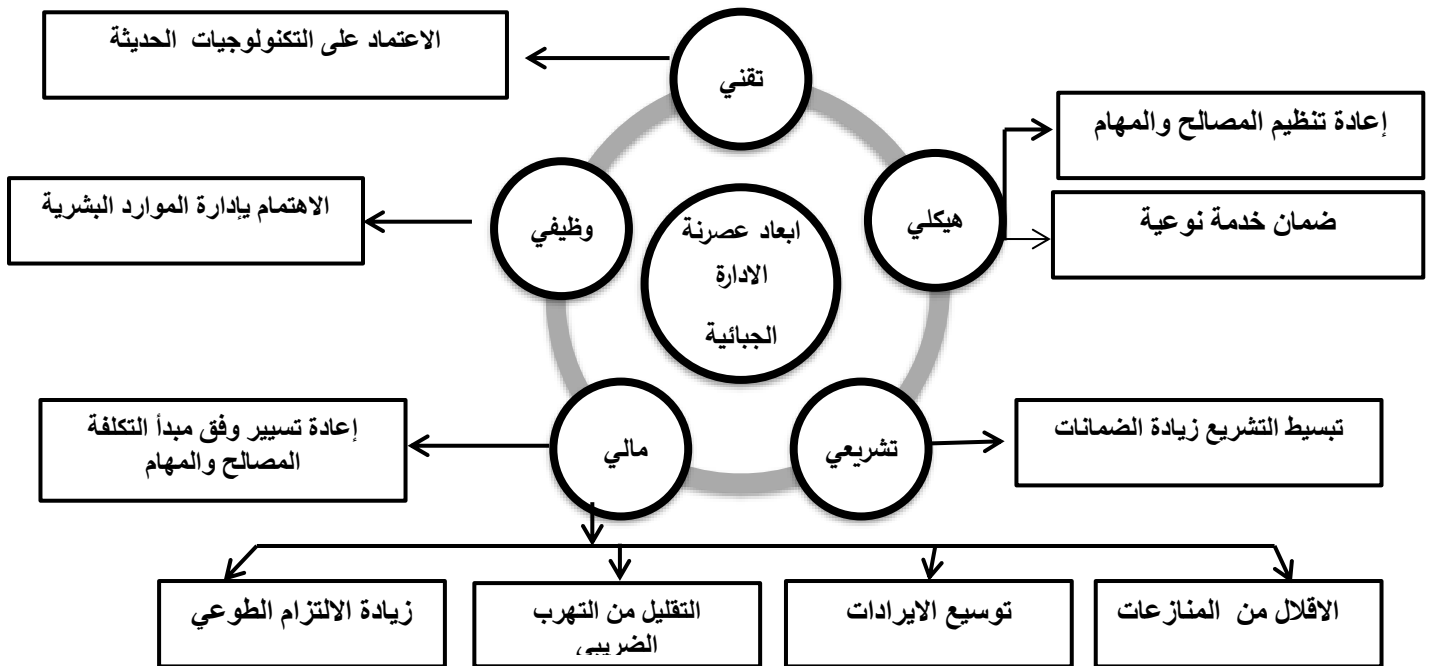 الاعتماد على التكنولوجيات الحديثة
تقني
إعادة تنظيم المصالح والمهام
الاهتمام يإدارة الموارد البشرية
وظيفي
هيكلي
ضمان خدمة نوعية
ابعاد عصرنة
الادارة
الجبائية
إعادة تسيير وفق مبدأ التكلفة
المصالح والمهام
مالي
تشريعي
تبسيط التشريع زيادة الضمانات
الاقلال من المنازعات
توسيع الايرادات
التقليل من التهرب
الضريبي
زيادة الالتزام الطوعي